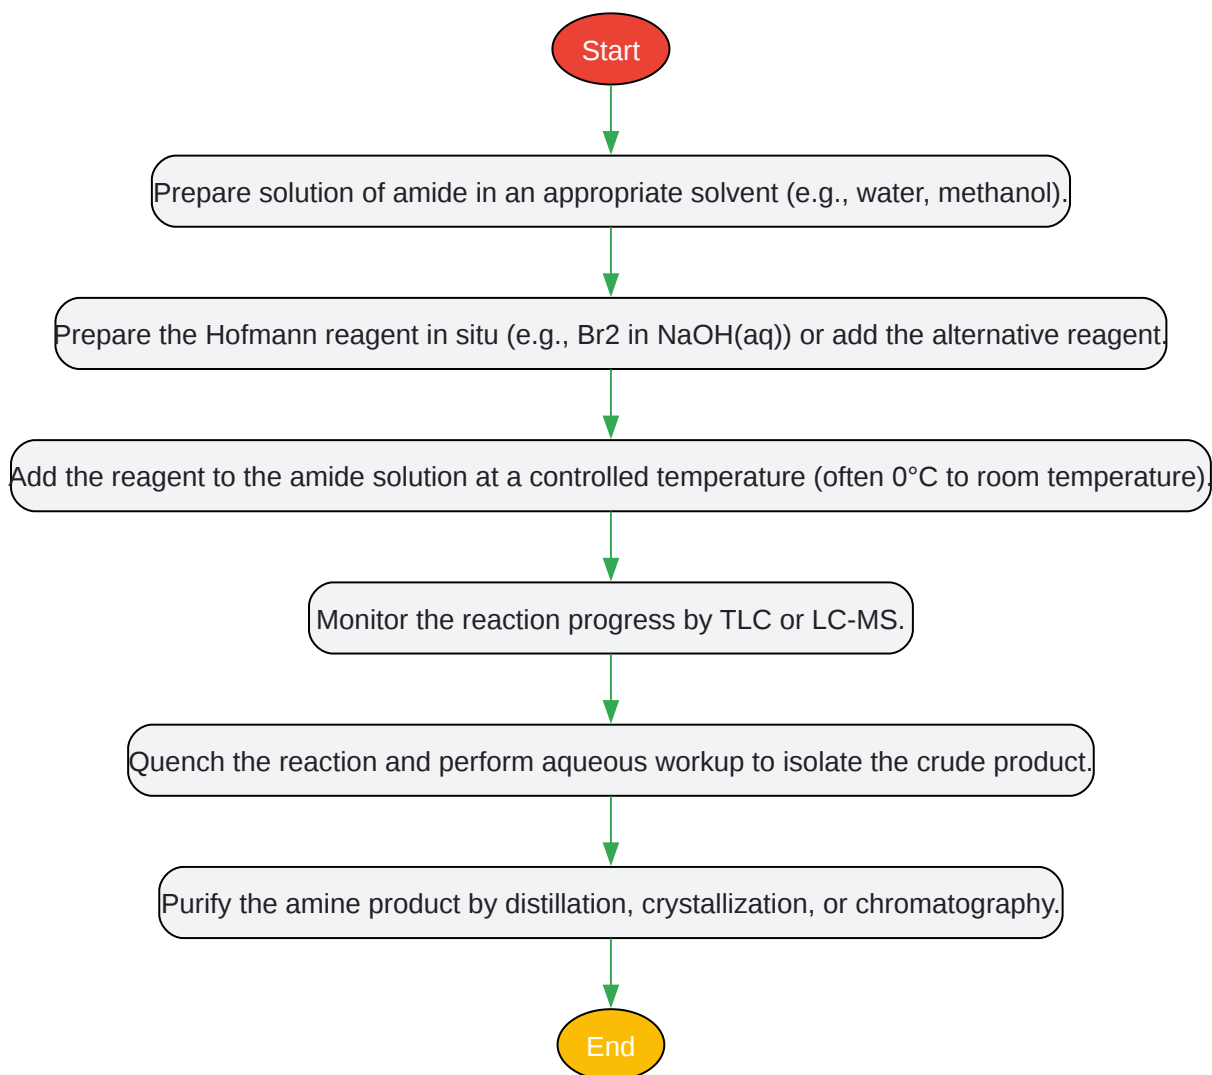 Start
Prepare solution of amide in an appropriate solvent (e.g., water, methanol).
Prepare the Hofmann reagent in situ (e.g., Br2 in NaOH(aq)) or add the alternative reagent.
Add the reagent to the amide solution at a controlled temperature (often 0°C to room temperature).
Monitor the reaction progress by TLC or LC-MS.
Quench the reaction and perform aqueous workup to isolate the crude product.
Purify the amine product by distillation, crystallization, or chromatography.
End